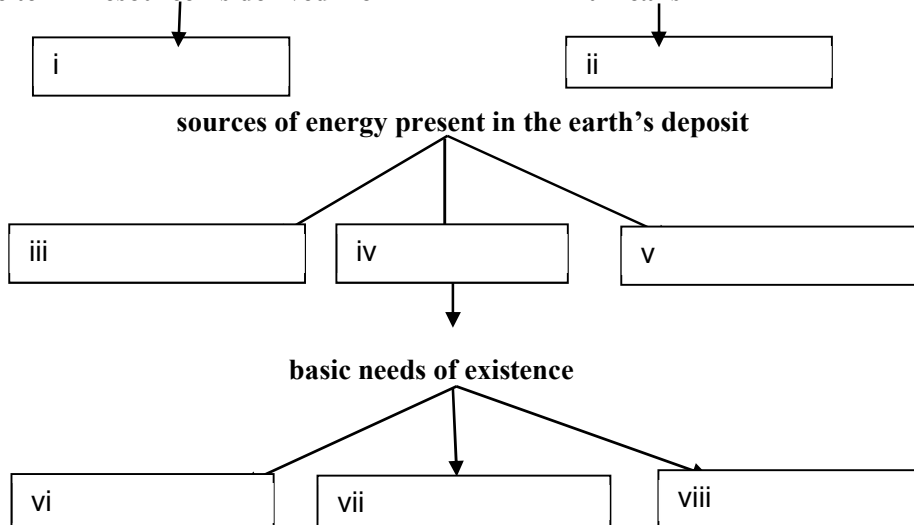 i ii
sources of energy present in the earth's deposit
iii iv v
basic needs of existence
vi vii viii